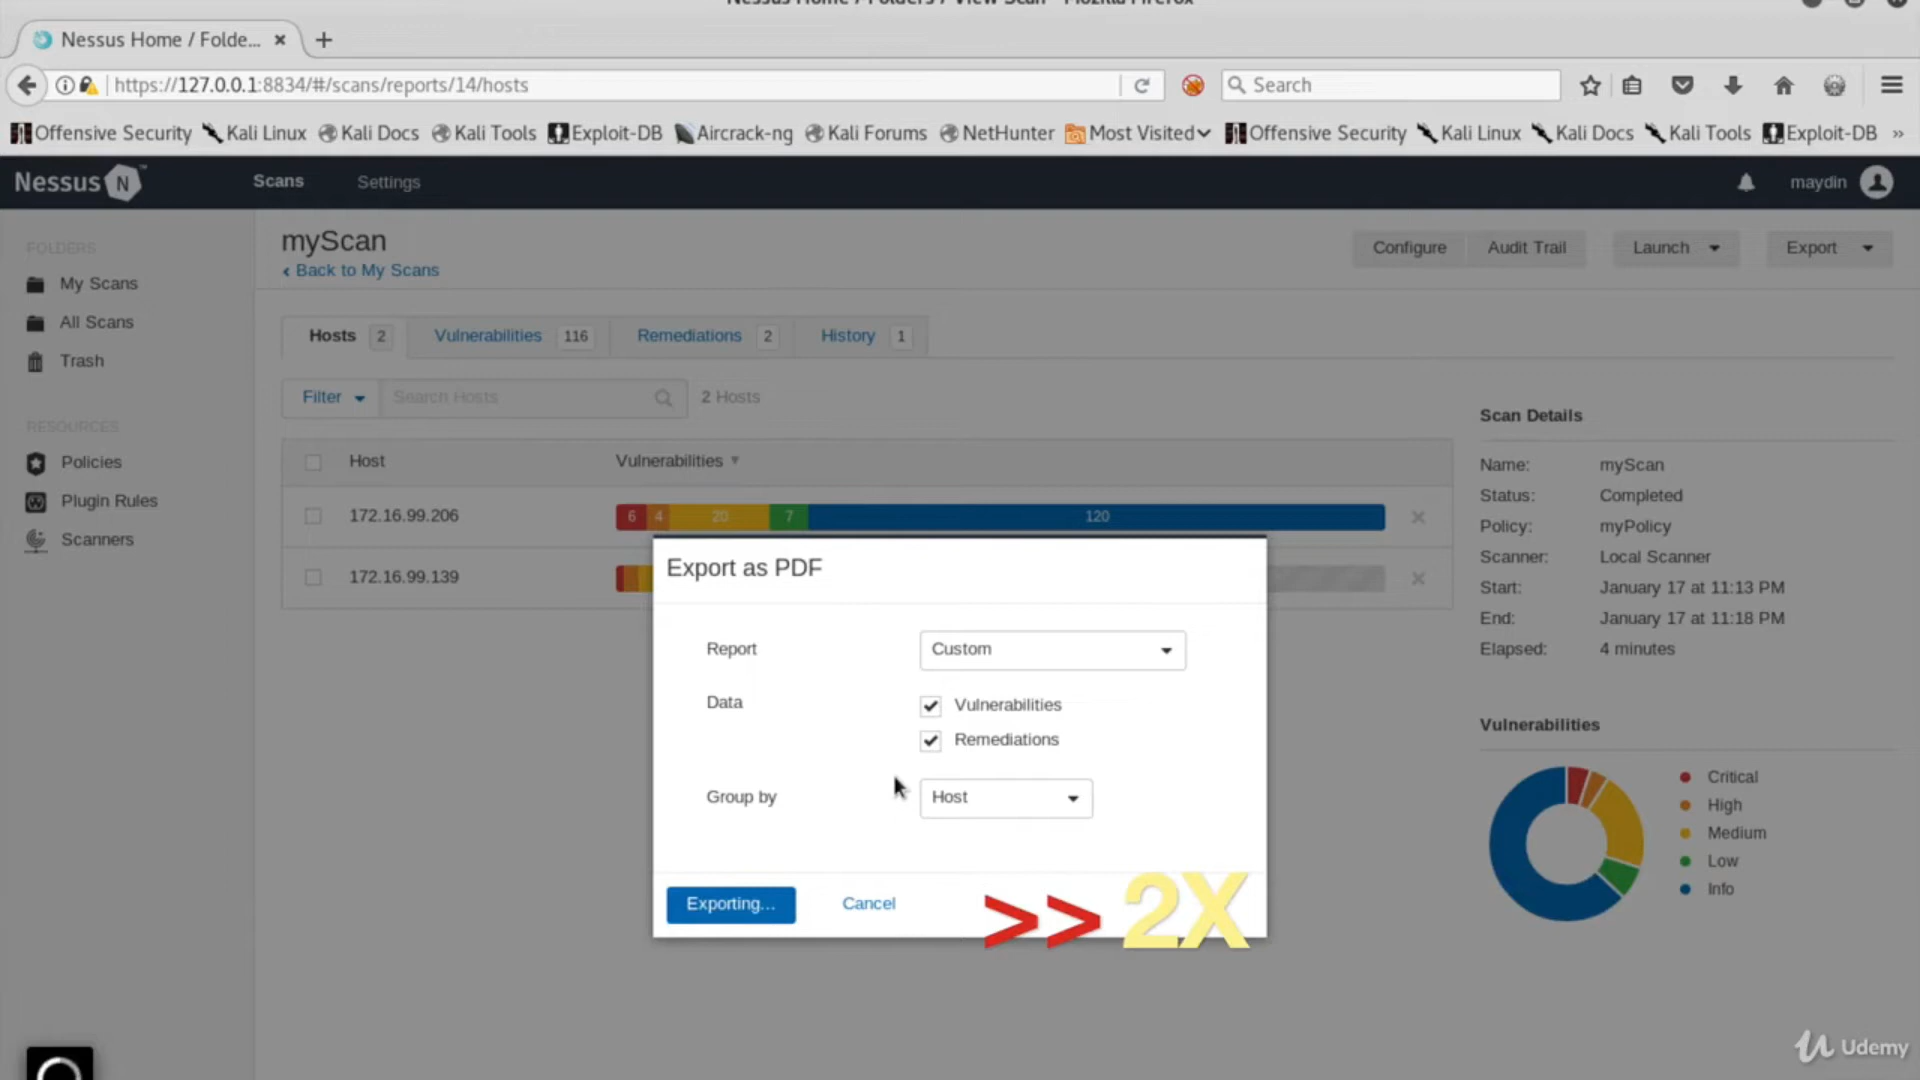 Nessus Home / Folders / View Scan - Mozilla Firefox
Nessus Home / Folde...
https://127.0.0.1:8834/#/scans/reports/14/hosts
Search
Offensive Security Kali Linux Kali Docs Kali Tools Exploit-DB Aircrack-ng Kali Forums NetHunter Most Visited Offensive Security Kali Linux Kali Docs Kali Tools Exploit-DB »
Nessus N Scans Settings maydin
FOLDERS
My Scans
All Scans
Trash
RESOURCES
Policies
Plugin Rules
Scanners
myScan
‹ Back to My Scans
Configure Audit Trail Launch Export
Hosts 2 Vulnerabilities 116 Remediations 2 History 1
Filter Search Hosts 2 Hosts
Host Vulnerabilities
172.16.99.206 6 4 20 7 120
172.16.99.139
Export as PDF
Report Custom
Data Vulnerabilities
Remediations
Group by Host
Exporting... Cancel
>> 2X
Scan Details
Name: myScan
Status: Completed
Policy: myPolicy
Scanner: Local Scanner
Start: January 17 at 11:13 PM
End: January 17 at 11:18 PM
Elapsed: 4 minutes
Vulnerabilities
Critical
High
Medium
Low
Info
Udemy